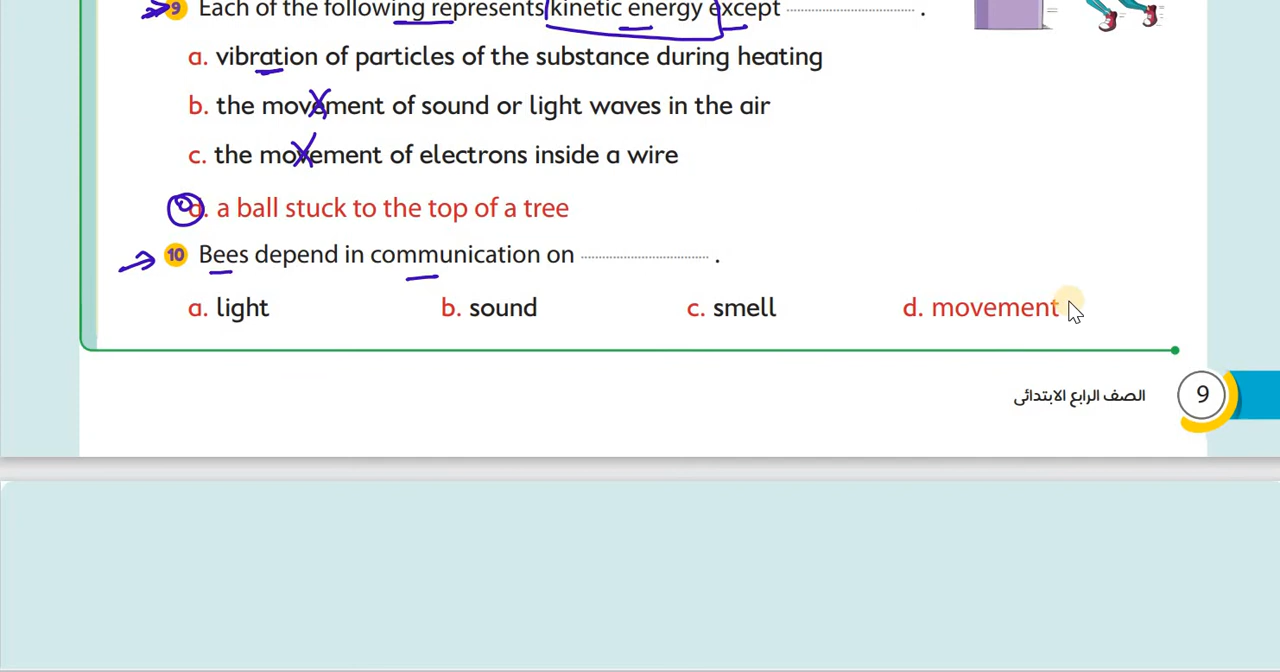 9 Each of the following represents kinetic energy except .................................. .
a. vibration of particles of the substance during heating
b. the movement of sound or light waves in the air
c. the movement of electrons inside a wire
d. a ball stuck to the top of a tree
10 Bees depend in communication on .................................. .
a. light b. sound c. smell d. movement
الصف الرابع الابتدائى 9